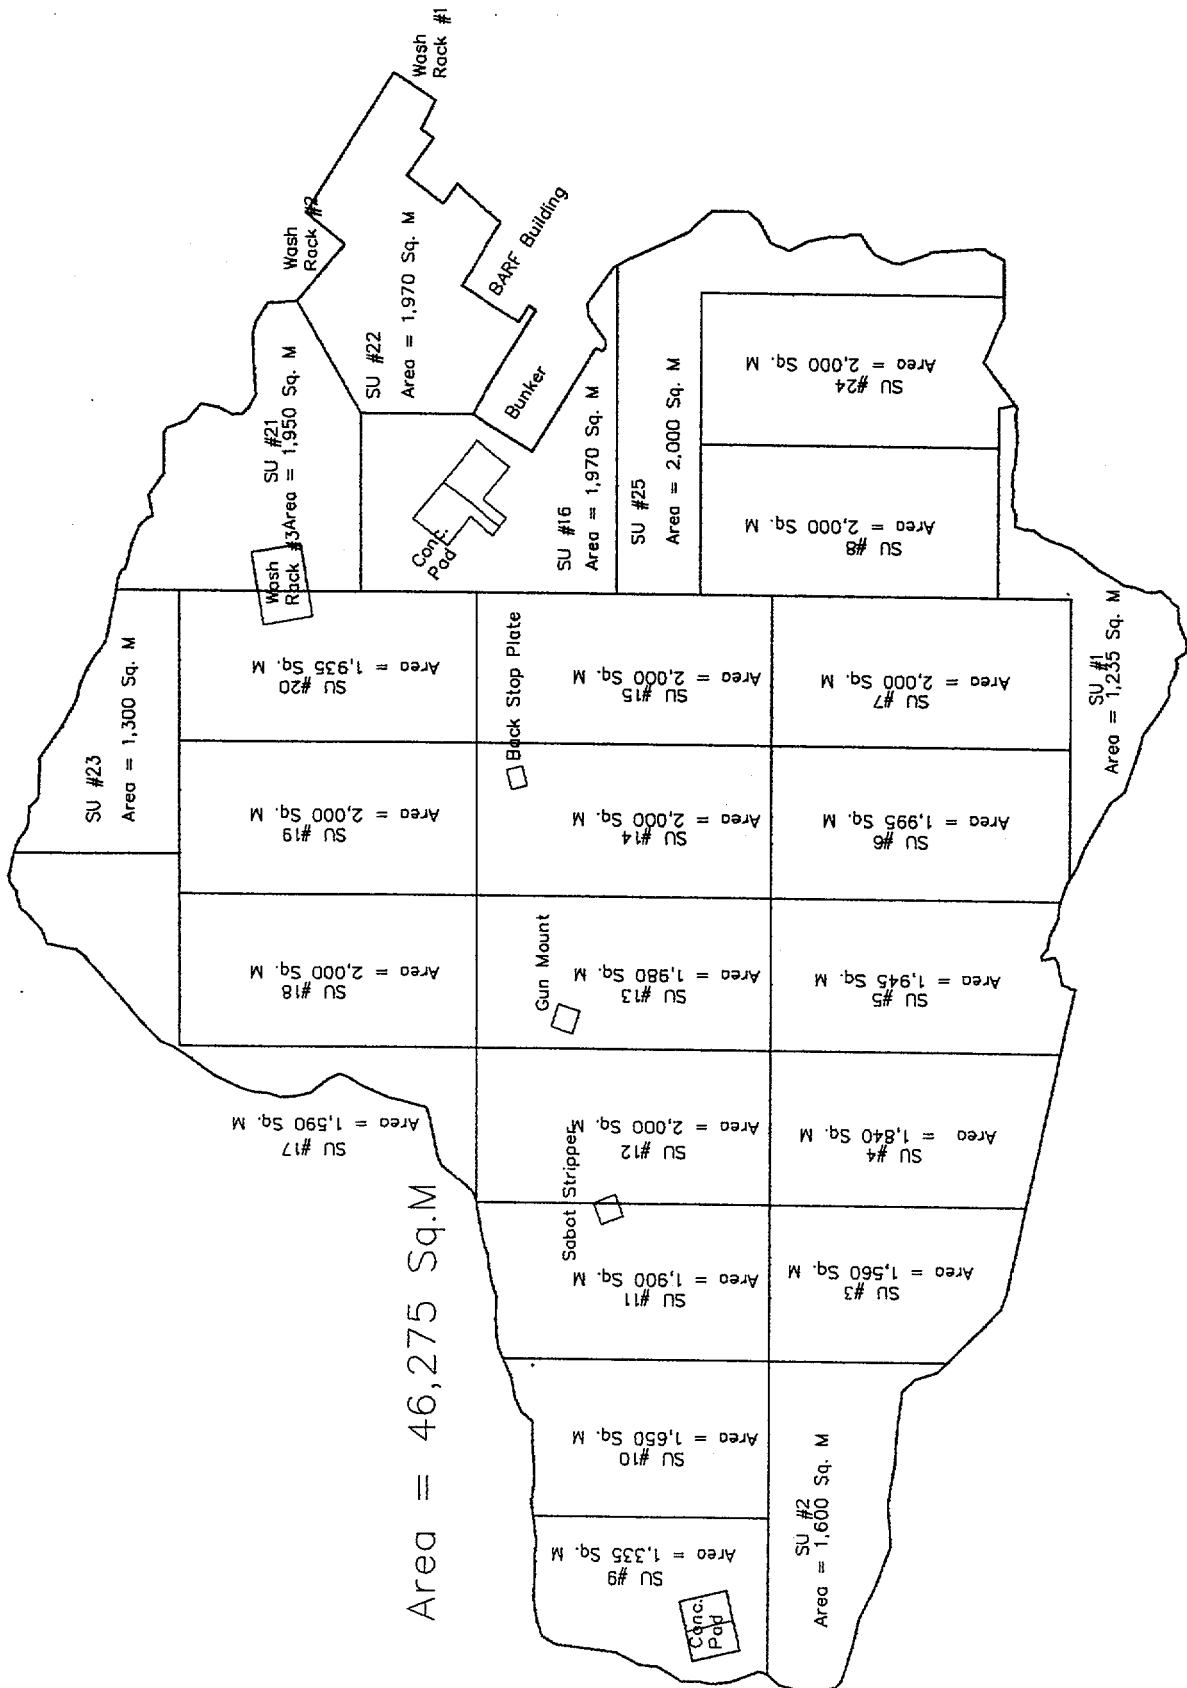 Wash
Rack #1
Wash
Rack #2
BARF Building
SU #22
Area = 1,970 Sq. M
Bunker
SU #21
Area = 1,950 Sq. M
Wash
Rack #3
Conc.
Pad
SU #16
Area = 1,970 Sq. M
SU #25
Area = 2,000 Sq. M
SU #24
Area = 2,000 Sq. M
SU #8
Area = 2,000 Sq. M
SU #23
Area = 1,300 Sq. M
SU #20
Area = 1,935 Sq. M
Back Stop Plate
SU #15
Area = 2,000 Sq. M
SU #7
Area = 2,000 Sq. M
SU #1
Area = 1,235 Sq. M
SU #19
Area = 2,000 Sq. M
SU #14
Area = 2,000 Sq. M
SU #6
Area = 1,995 Sq. M
SU #18
Area = 2,000 Sq. M
Gun Mount
SU #13
Area = 1,980 Sq. M
SU #5
Area = 1,945 Sq. M
SU #17
Area = 1,590 Sq. M
SU #12
Area = 2,000 Sq. M
SU #4
Area = 1,840 Sq. M
Sabot Stripper
SU #11
Area = 1,900 Sq. M
SU #3
Area = 1,560 Sq. M
Area = 46,275 Sq.M
SU #10
Area = 1,650 Sq. M
SU #2
Area = 1,600 Sq. M
SU #9
Area = 1,335 Sq. M
Conc.
Pad